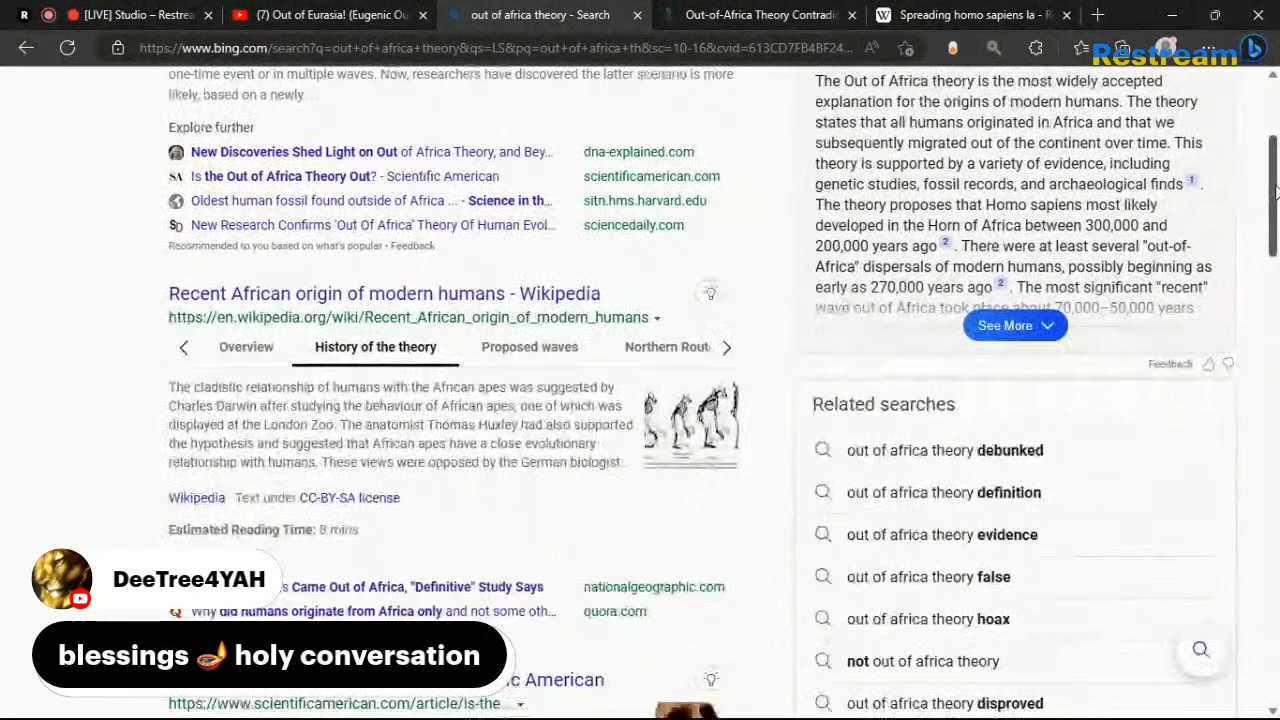 [LIVE] Studio – Restrea
(7) Out of Eurasia! (Eugenic Ou
out of africa theory - Search
Out-of-Africa Theory Contradic
Spreading homo sapiens la - R
https://www.bing.com/search?q=out+of+africa+theory&qs=LS&pq=out+of+africa+th&sc=10-16&cvid=613CD7FB4BF24...
Restream
one-time event or in multiple waves. Now, researchers have discovered the latter scenario is more
likely, based on a newly.
Explore further
New Discoveries Shed Light on Out of Africa Theory, and Bey... dna-explained.com
SA Is the Out of Africa Theory Out? - Scientific American scientificamerican.com
Oldest human fossil found outside of Africa ... - Science in th... sitn.hms.harvard.edu
SD New Research Confirms 'Out Of Africa' Theory Of Human Evol... sciencedaily.com
Recommended to you based on what's popular • Feedback
Recent African origin of modern humans - Wikipedia
https://en.wikipedia.org/wiki/Recent_African_origin_of_modern_humans
Overview History of the theory Proposed waves Northern Rout
The cladistic relationship of humans with the African apes was suggested by
Charles Darwin after studying the behaviour of African apes, one of which was
displayed at the London Zoo. The anatomist Thomas Huxley had also supported
the hypothesis and suggested that African apes have a close evolutionary
relationship with humans. These views were opposed by the German biologist
Wikipedia Text under CC-BY-SA license
Estimated Reading Time: 8 mins
s Came Out of Africa, "Definitive" Study Says nationalgeographic.com
Why did humans originate from Africa only and not some oth... quora.com
c American
https://www.scientificamerican.com/article/is-the
The Out of Africa theory is the most widely accepted
explanation for the origins of modern humans. The theory
states that all humans originated in Africa and that we
subsequently migrated out of the continent over time. This
theory is supported by a variety of evidence, including
genetic studies, fossil records, and archaeological finds 1 .
The theory proposes that Homo sapiens most likely
developed in the Horn of Africa between 300,000 and
200,000 years ago 2 . There were at least several "out-of-
Africa" dispersals of modern humans, possibly beginning as
early as 270,000 years ago 2 . The most significant "recent"
wave out of Africa took place about 70,000–50,000 years
See More
Feedback
Related searches
out of africa theory debunked
out of africa theory definition
out of africa theory evidence
out of africa theory false
out of africa theory hoax
not out of africa theory
out of africa theory disproved
DeeTree4YAH
blessings 🪔 holy conversation